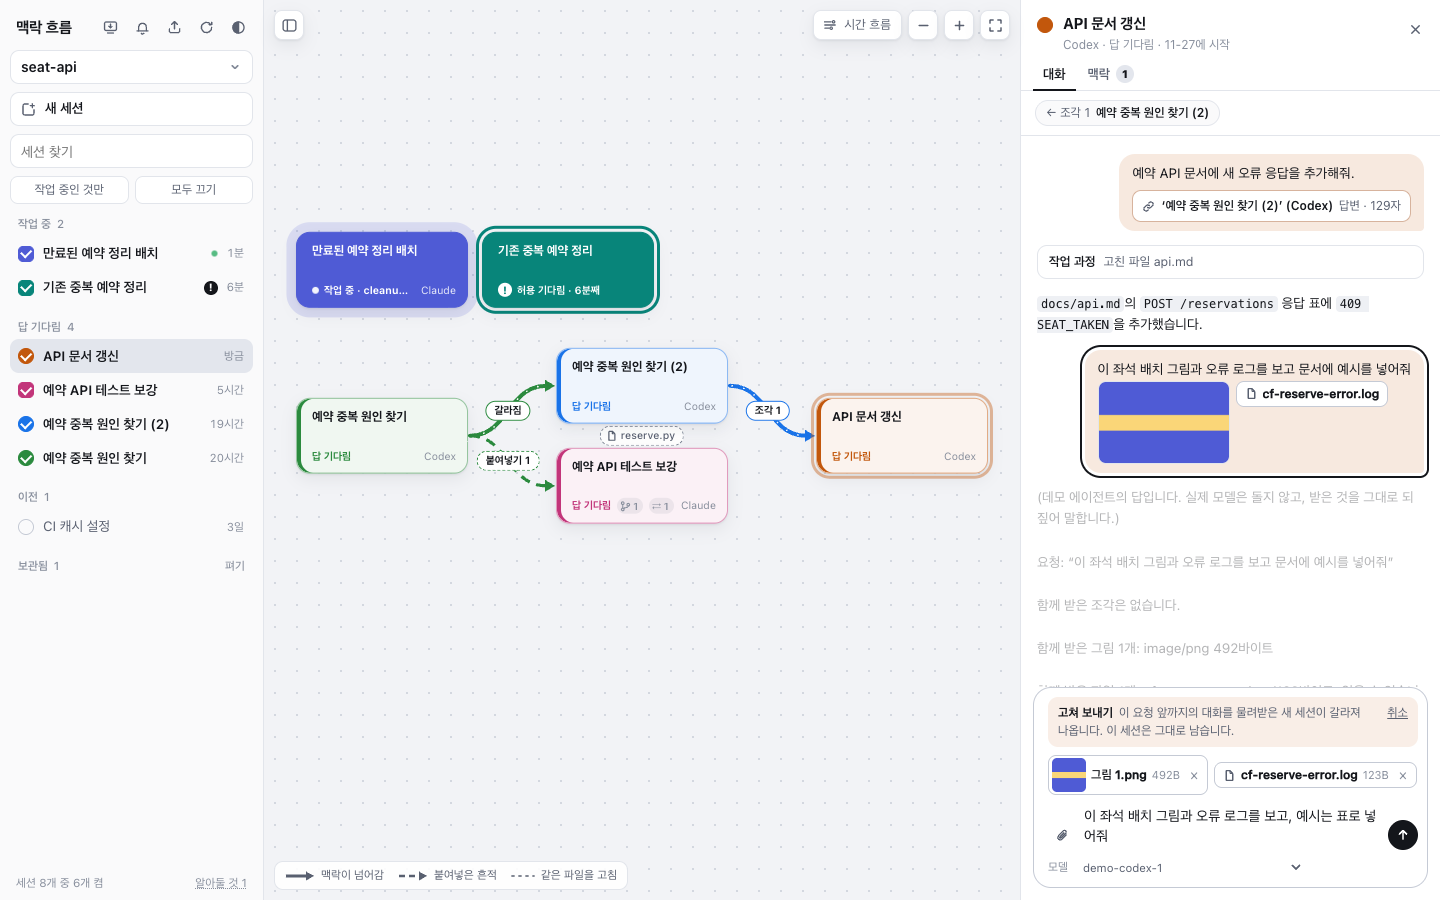 맥락 흐름
seat-api
새 세션
세션 찾기
작업 중인 것만
모두 끄기
작업 중 2
만료된 예약 정리 배치 1분
기존 중복 예약 정리 ! 6분
답 기다림 4
API 문서 갱신 방금
예약 API 테스트 보강 5시간
예약 중복 원인 찾기 (2) 19시간
예약 중복 원인 찾기 20시간
이전 1
CI 캐시 설정 3일
보관됨 1 펴기
세션 8개 중 6개 켬
알아둘 것 1
시간 흐름
만료된 예약 정리 배치
작업 중 · cleanu... Claude
기존 중복 예약 정리
! 허용 기다림 · 6분째
예약 중복 원인 찾기
답 기다림 Codex
갈라짐
붙여넣기 1
예약 중복 원인 찾기 (2)
답 기다림 Codex
reserve.py
예약 API 테스트 보강
답 기다림 1 1 Claude
조각 1
API 문서 갱신
답 기다림 Codex
맥락이 넘어감
붙여넣은 흔적
같은 파일을 고침
API 문서 갱신
Codex · 답 기다림 · 11-27에 시작
대화
맥락 1
← 조각 1 예약 중복 원인 찾기 (2)
예약 API 문서에 새 오류 응답을 추가해줘.
‘예약 중복 원인 찾기 (2)’ (Codex) 답변 · 129자
작업 과정 고친 파일 api.md
docs/api.md 의 POST /reservations 응답 표에 409
SEAT_TAKEN 을 추가했습니다.
이 좌석 배치 그림과 오류 로그를 보고 문서에 예시를 넣어줘
cf-reserve-error.log
(데모 에이전트의 답입니다. 실제 모델은 돌지 않고, 받은 것을 그대로 되
짚어 말합니다.)
요청: “이 좌석 배치 그림과 오류 로그를 보고 문서에 예시를 넣어줘”
함께 받은 조각은 없습니다.
함께 받은 그림 1개: image/png 492바이트
고쳐 보내기 이 요청 앞까지의 대화를 물려받은 새 세션이 갈라져
나옵니다. 이 세션은 그대로 남습니다.
취소
그림 1.png 492B ×
cf-reserve-error.log 123B ×
이 좌석 배치 그림과 오류 로그를 보고, 예시는 표로 넣
어줘
모델 demo-codex-1